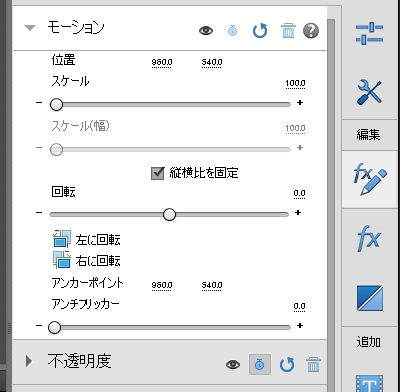 モーション
位置 960.0 540.0
スケール 100.0
- +
スケール(幅) 100.0
- +
縦横比を固定
回転 0.0
- +
左に回転
右に回転
アンカーポイント 960.0 540.0
アンチフリッカー 0.0
- +
不透明度
編集
fx
fx
追加
T